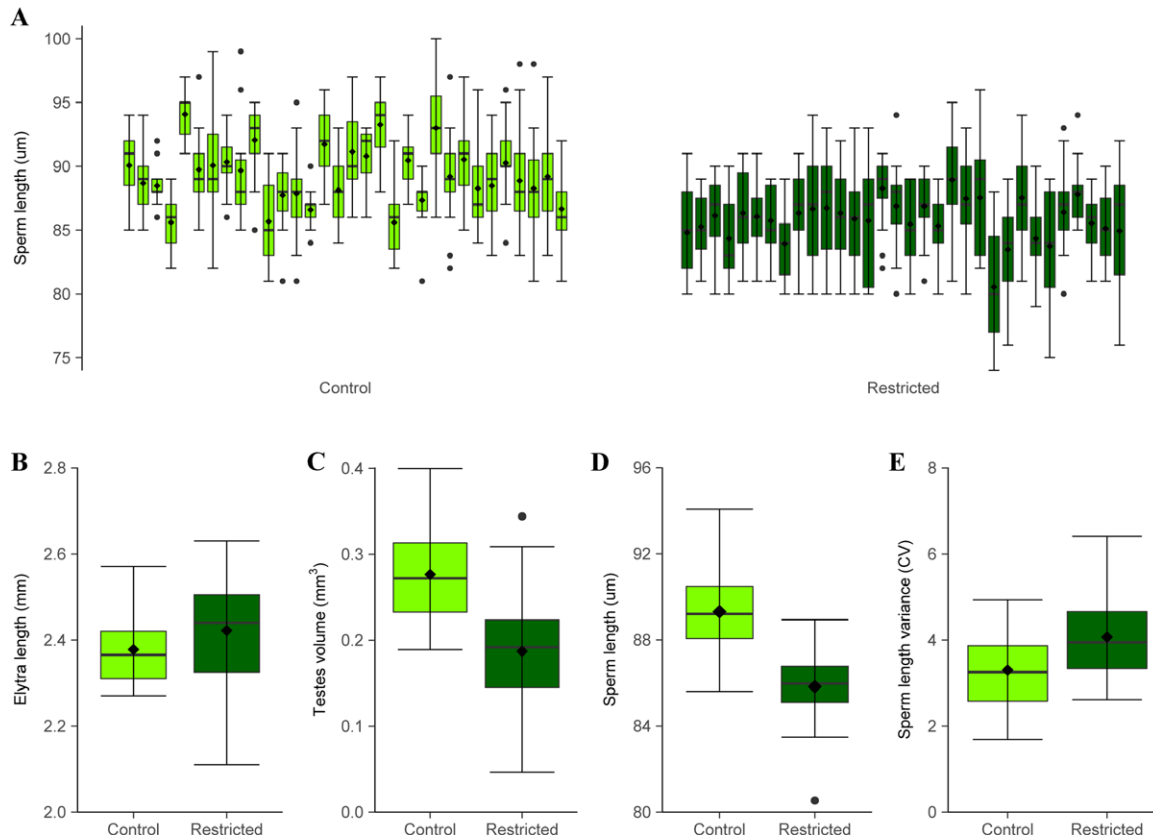 A
Sperm length (um)
100
95
90
85
80
75
Control
Restricted
B
Elytra length (mm)
2.8
2.6
2.4
2.2
2.0
Control
Restricted
C
Testes volume (mm³)
0.4
0.3
0.2
0.1
0.0
Control
Restricted
D
Sperm length (um)
96
92
88
84
80
Control
Restricted
E
Sperm length variance (CV)
8
6
4
2
0
Control
Restricted